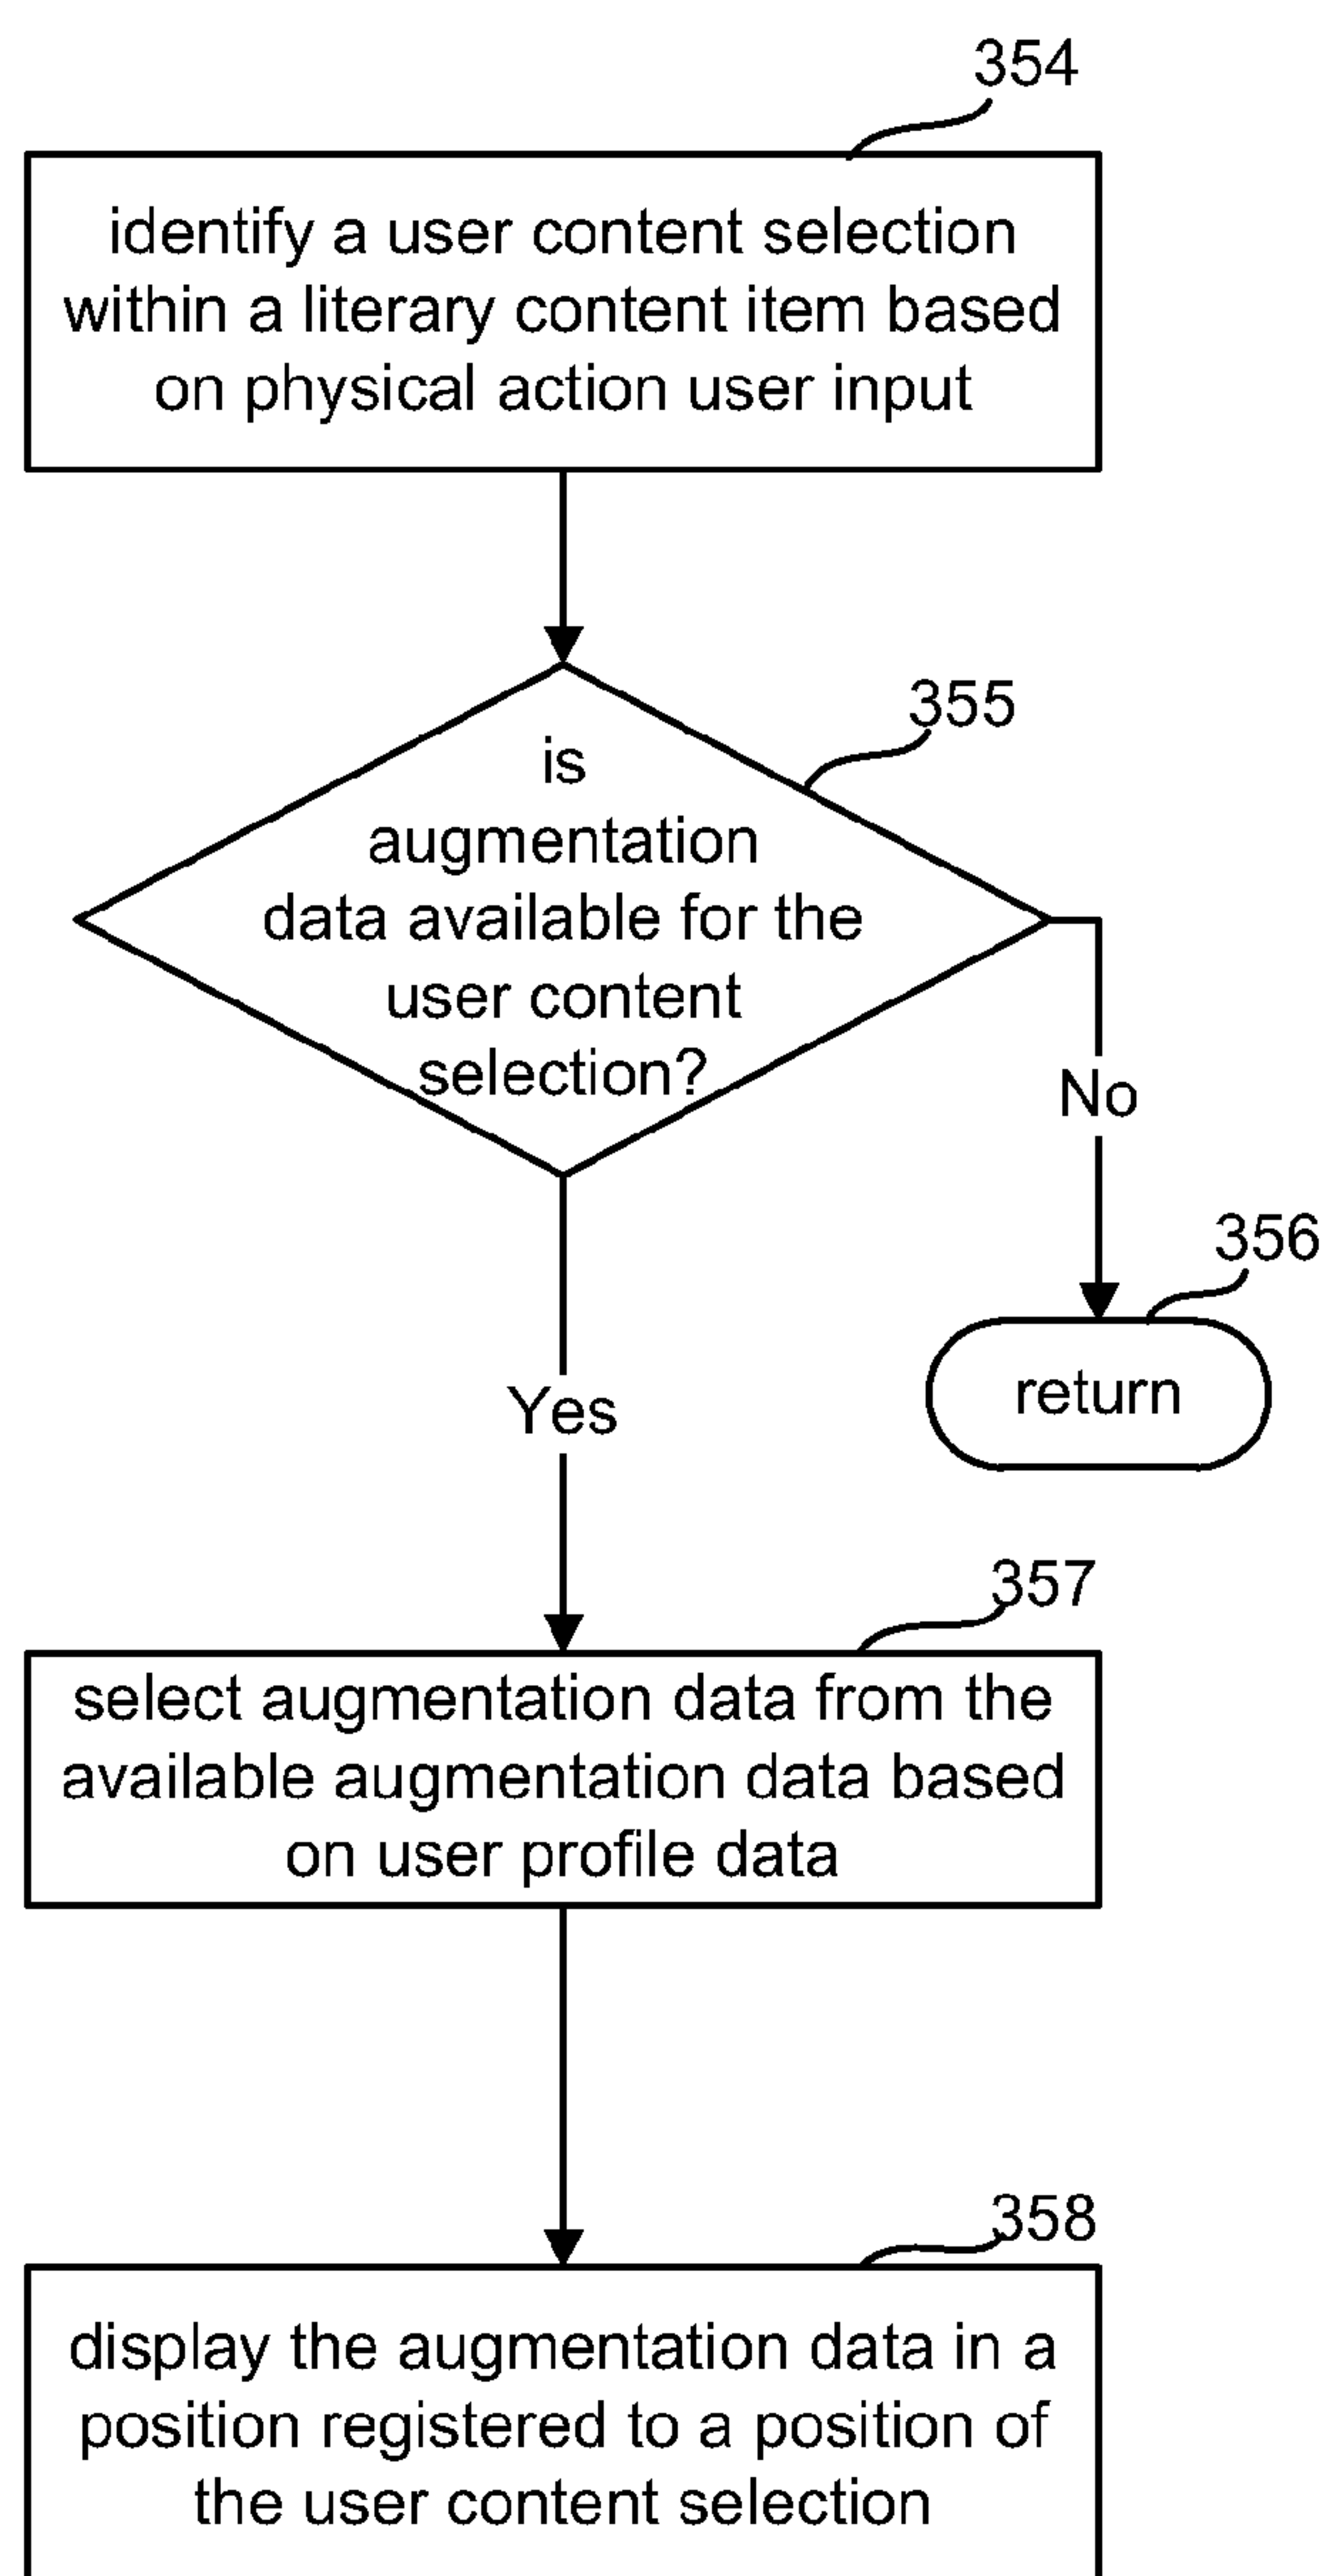 354
identify a user content selection
within a literary content item based
on physical action user input
355
is
augmentation
data available for the
user content
selection?
No
356
return
Yes
357
select augmentation data from the
available augmentation data based
on user profile data
358
display the augmentation data in a
position registered to a position of
the user content selection